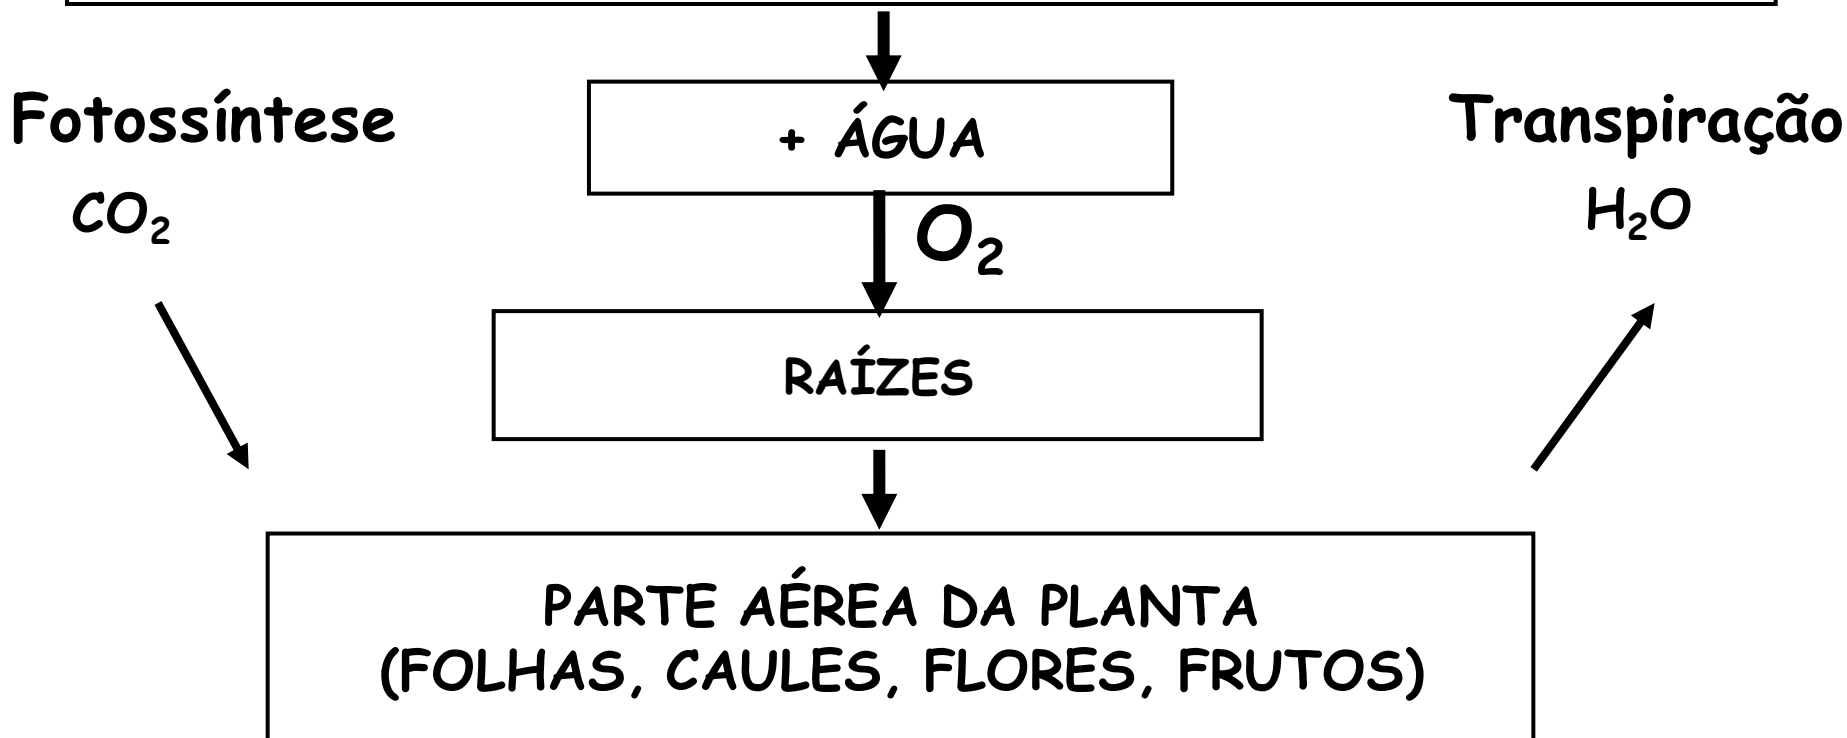 Fotossíntese
+ ÁGUA
Transpiração
CO₂
O₂
H₂O
RAÍZES
PARTE AÉREA DA PLANTA
(FOLHAS, CAULES, FLORES, FRUTOS)